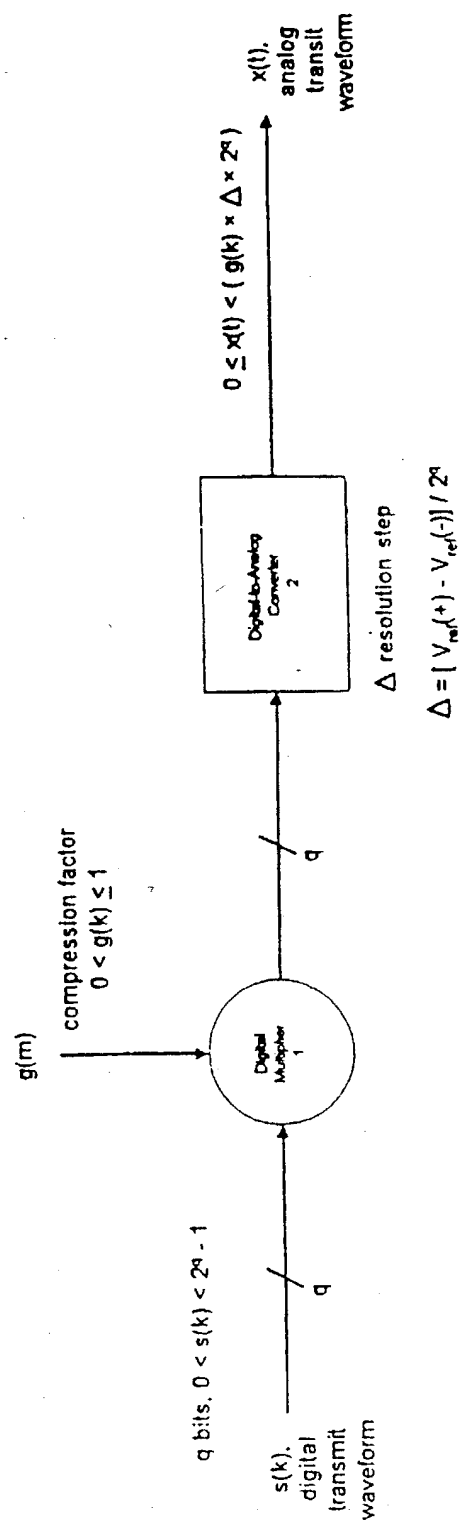 g(m)
compression factor
0 < g(k) ≤ 1
q bits, 0 < s(k) < 2^q - 1
s(k),
digital
transmit
waveform
q
Digital
Multiplier
1
q
Digital-to-Analog
Converter
2
Δ resolution step
Δ = [ V_ref(+) - V_ref(-)] / 2^q
0 ≤ x(t) < ( g(k) × Δ × 2^q )
x(t),
analog
transit
waveform